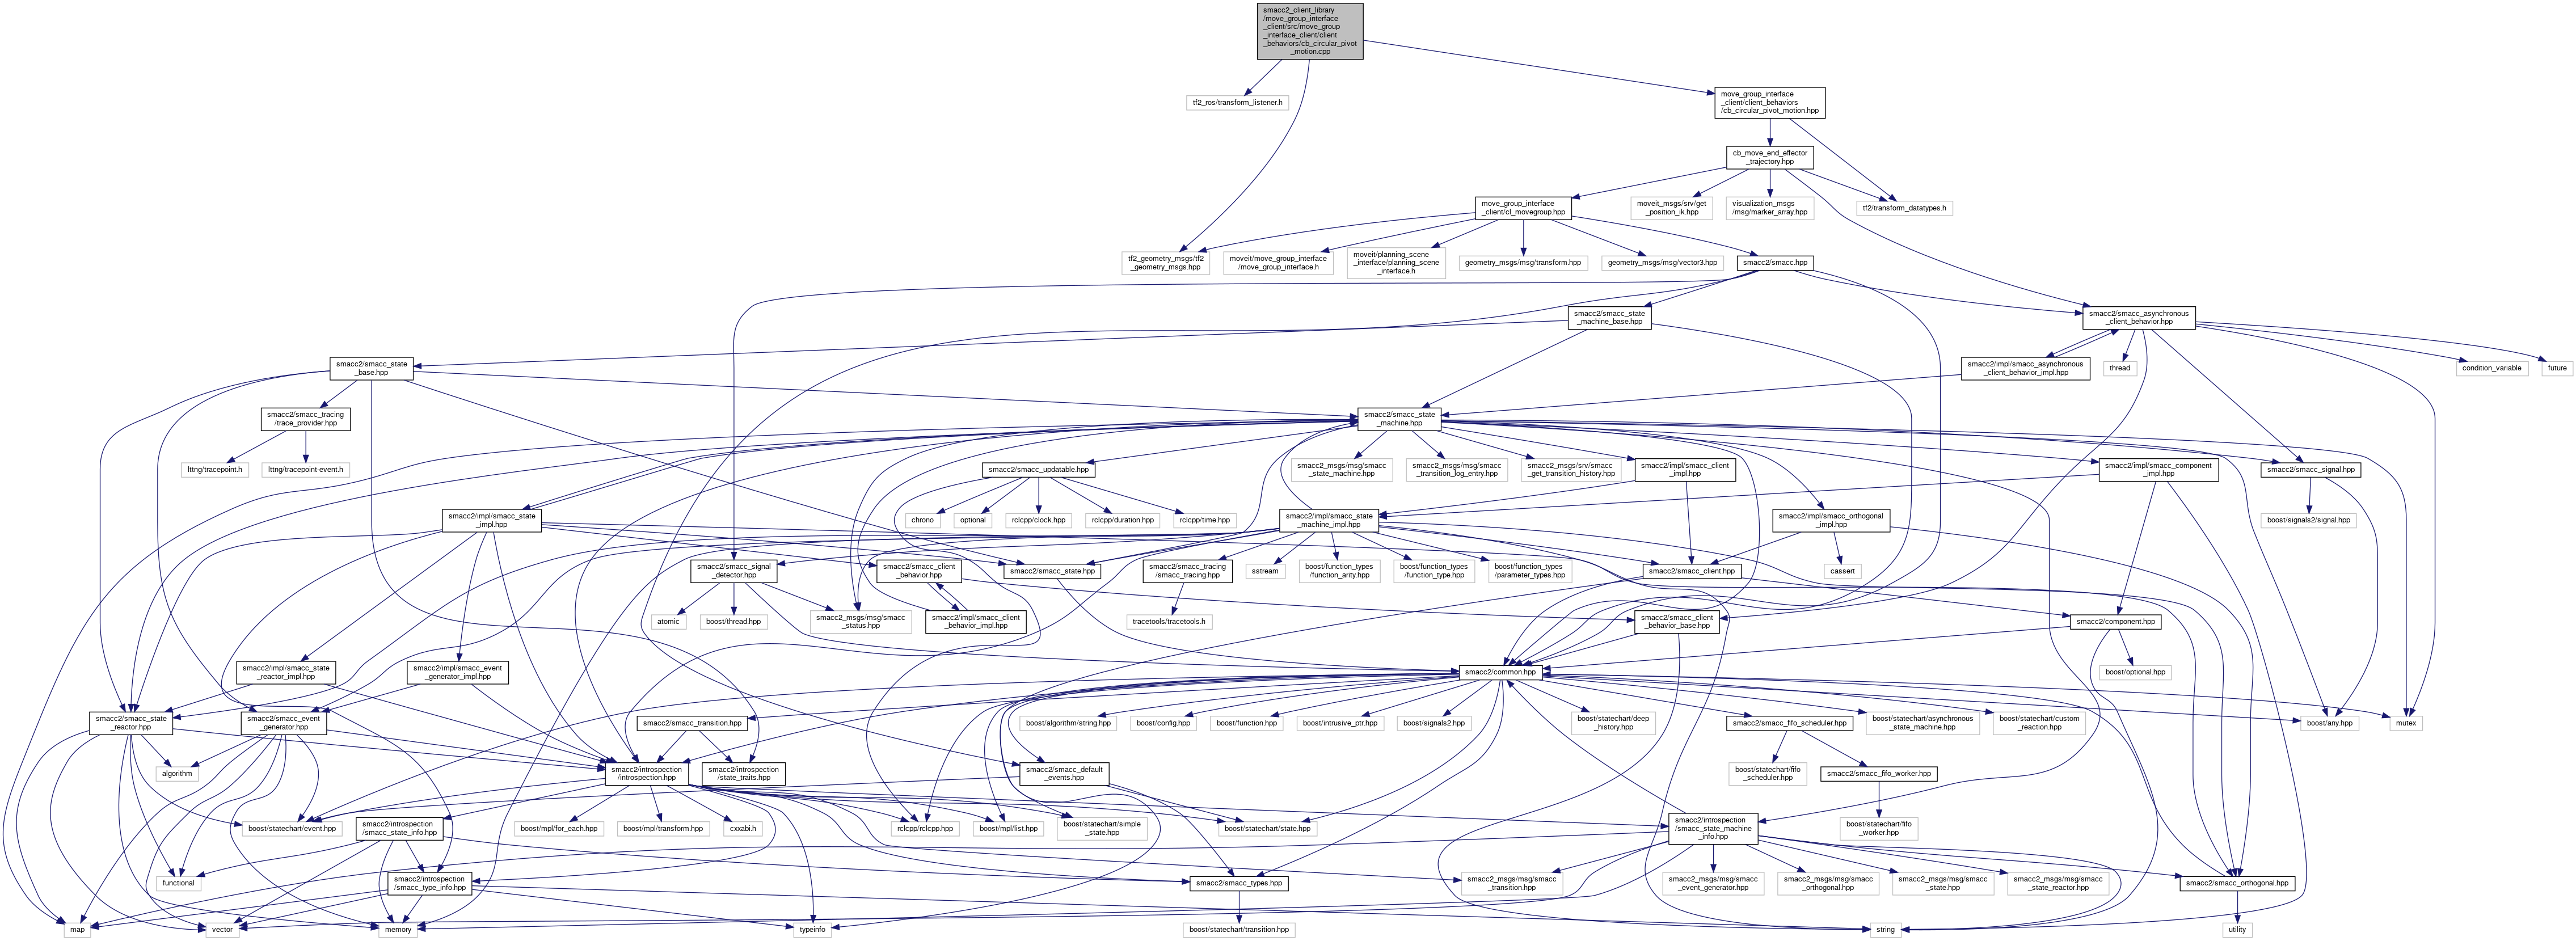 smacc2_client_library
/move_group_interface
_client/src/move_group
_interface_client/client
_behaviors/cb_circular_pivot
_motion.cpp
tf2_ros/transform_listener.h
move_group_interface
_client/client_behaviors
/cb_circular_pivot_motion.hpp
cb_move_end_effector
_trajectory.hpp
move_group_interface
_client/cl_movegroup.hpp
moveit_msgs/srv/get
_position_ik.hpp
visualization_msgs
/msg/marker_array.hpp
tf2/transform_datatypes.h
tf2_geometry_msgs/tf2
_geometry_msgs.hpp
moveit/move_group_interface
/move_group_interface.h
moveit/planning_scene
_interface/planning_scene
_interface.h
geometry_msgs/msg/transform.hpp
geometry_msgs/msg/vector3.hpp
smacc2/smacc.hpp
smacc2/smacc_state
_machine_base.hpp
smacc2/smacc_asynchronous
_client_behavior.hpp
smacc2/smacc_state
_base.hpp
smacc2/impl/smacc_asynchronous
_client_behavior_impl.hpp
thread
condition_variable
future
smacc2/smacc_tracing
/trace_provider.hpp
smacc2/smacc_state
_machine.hpp
lttng/tracepoint.h
lttng/tracepoint-event.h
smacc2/smacc_updatable.hpp
smacc2_msgs/msg/smacc
_state_machine.hpp
smacc2_msgs/msg/smacc
_transition_log_entry.hpp
smacc2_msgs/srv/smacc
_get_transition_history.hpp
smacc2/impl/smacc_client
_impl.hpp
smacc2/impl/smacc_component
_impl.hpp
smacc2/smacc_signal.hpp
smacc2/impl/smacc_state
_impl.hpp
chrono
optional
rclcpp/clock.hpp
rclcpp/duration.hpp
rclcpp/time.hpp
smacc2/impl/smacc_state
_machine_impl.hpp
smacc2/impl/smacc_orthogonal
_impl.hpp
boost/signals2/signal.hpp
smacc2/smacc_signal
_detector.hpp
smacc2/smacc_client
_behavior.hpp
smacc2/smacc_state.hpp
smacc2/smacc_tracing
/smacc_tracing.hpp
sstream
boost/function_types
/function_arity.hpp
boost/function_types
/function_type.hpp
boost/function_types
/parameter_types.hpp
smacc2/smacc_client.hpp
cassert
atomic
boost/thread.hpp
smacc2_msgs/msg/smacc
_status.hpp
smacc2/impl/smacc_client
_behavior_impl.hpp
tracetools/tracetools.h
smacc2/smacc_client
_behavior_base.hpp
smacc2/component.hpp
smacc2/impl/smacc_state
_reactor_impl.hpp
smacc2/impl/smacc_event
_generator_impl.hpp
smacc2/common.hpp
boost/optional.hpp
smacc2/smacc_state
_reactor.hpp
smacc2/smacc_event
_generator.hpp
smacc2/smacc_transition.hpp
boost/algorithm/string.hpp
boost/config.hpp
boost/function.hpp
boost/intrusive_ptr.hpp
boost/signals2.hpp
boost/statechart/deep
_history.hpp
smacc2/smacc_fifo_scheduler.hpp
boost/statechart/asynchronous
_state_machine.hpp
boost/statechart/custom
_reaction.hpp
boost/any.hpp
mutex
algorithm
smacc2/introspection
/introspection.hpp
smacc2/introspection
/state_traits.hpp
smacc2/smacc_default
_events.hpp
boost/statechart/fifo
_scheduler.hpp
smacc2/smacc_fifo_worker.hpp
boost/statechart/event.hpp
smacc2/introspection
/smacc_state_info.hpp
boost/mpl/for_each.hpp
boost/mpl/transform.hpp
cxxabi.h
rclcpp/rclcpp.hpp
boost/mpl/list.hpp
boost/statechart/simple
_state.hpp
boost/statechart/state.hpp
smacc2/introspection
/smacc_state_machine
_info.hpp
boost/statechart/fifo
_worker.hpp
functional
smacc2/introspection
/smacc_type_info.hpp
smacc2/smacc_types.hpp
smacc2_msgs/msg/smacc
_transition.hpp
smacc2_msgs/msg/smacc
_event_generator.hpp
smacc2_msgs/msg/smacc
_orthogonal.hpp
smacc2_msgs/msg/smacc
_state.hpp
smacc2_msgs/msg/smacc
_state_reactor.hpp
smacc2/smacc_orthogonal.hpp
map
vector
memory
typeinfo
boost/statechart/transition.hpp
string
utility